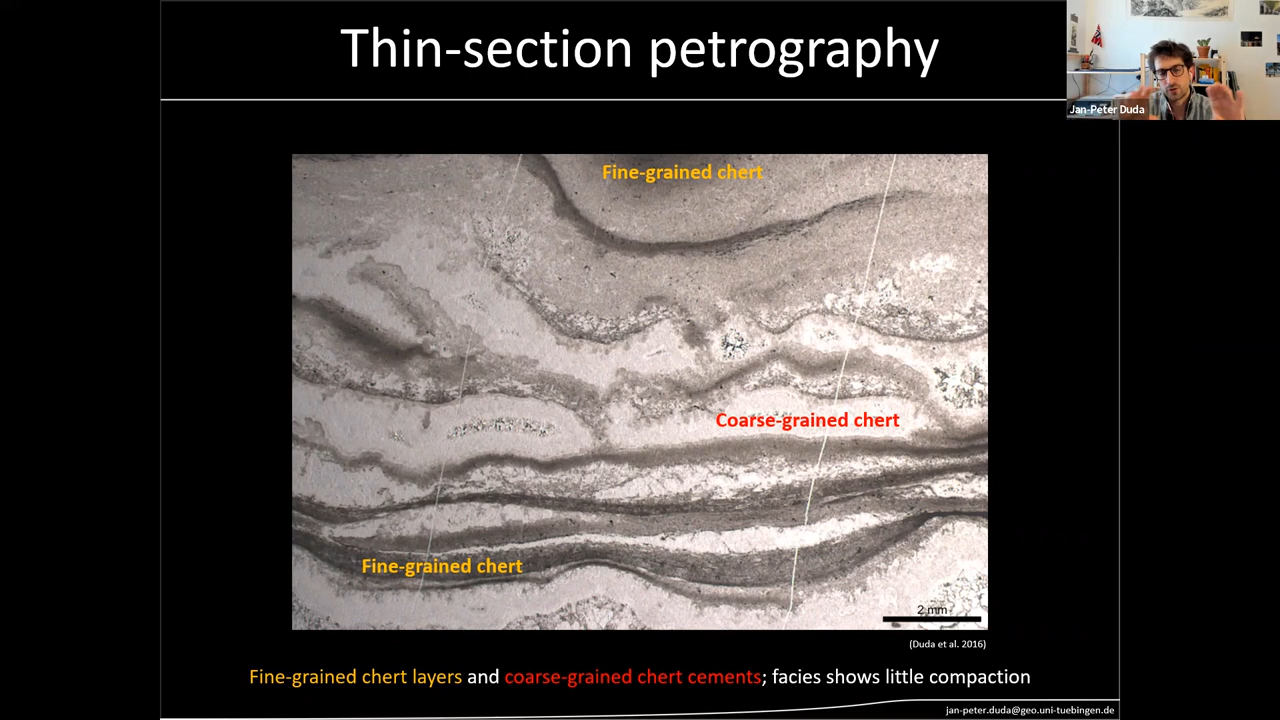 Thin-section petrography
Jan-Peter Duda
Fine-grained chert
Coarse-grained chert
Fine-grained chert
2 mm
(Duda et al. 2016)
Fine-grained chert layers and coarse-grained chert cements; facies shows little compaction
jan-peter.duda@geo.uni-tuebingen.de